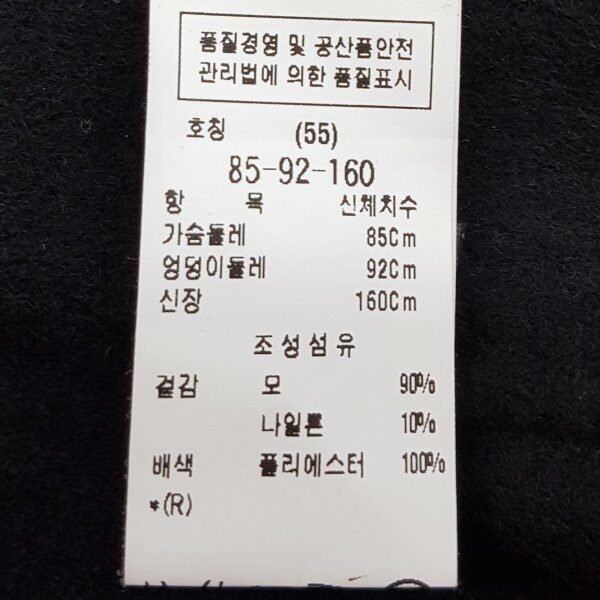 품질경영 및 공산품안전
관리법에 의한 품질표시
호칭 (55)
85-92-160
항 목 신체치수
가슴둘레 85Cm
엉덩이둘레 92Cm
신장 160Cm
조성섬유
겉감 모 90%
나일론 10%
배색 폴리에스터 100%
*(R)